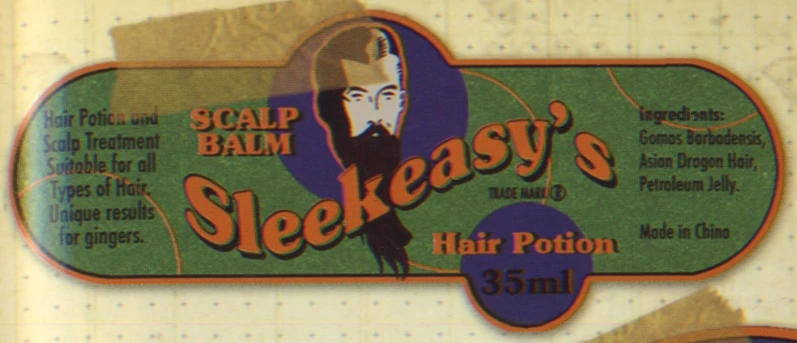 Hair Potion and
Scalp Treatment
Suitable for all
Types of Hair.
Unique results
for gingers.
SCALP
BALM
Sleekeasy's
TRADE MARK ®
Hair Potion
35ml
Ingredients:
Gomas Barbadensis,
Asian Dragon Hair,
Petroleum Jelly.
Made in China